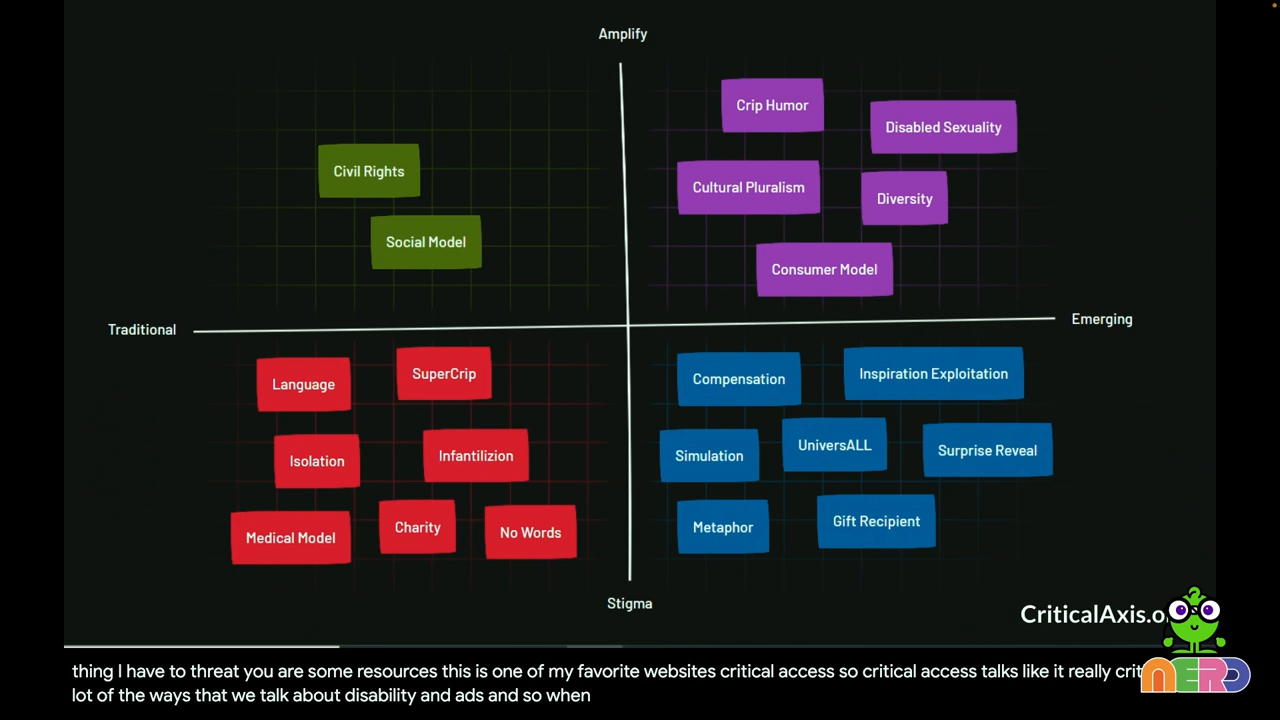 Amplify
Crip Humor
Disabled Sexuality
Civil Rights
Cultural Pluralism
Diversity
Social Model
Consumer Model
Traditional
Emerging
Language
SuperCrip
Compensation
Inspiration Exploitation
Isolation
Infantilizion
Simulation
UniversALL
Surprise Reveal
Medical Model
Charity
No Words
Metaphor
Gift Recipient
Stigma
CriticalAxis.o
thing I have to threat you are some resources this is one of my favorite websites critical access so critical access talks like it really crit
lot of the ways that we talk about disability and ads and so when
NERD